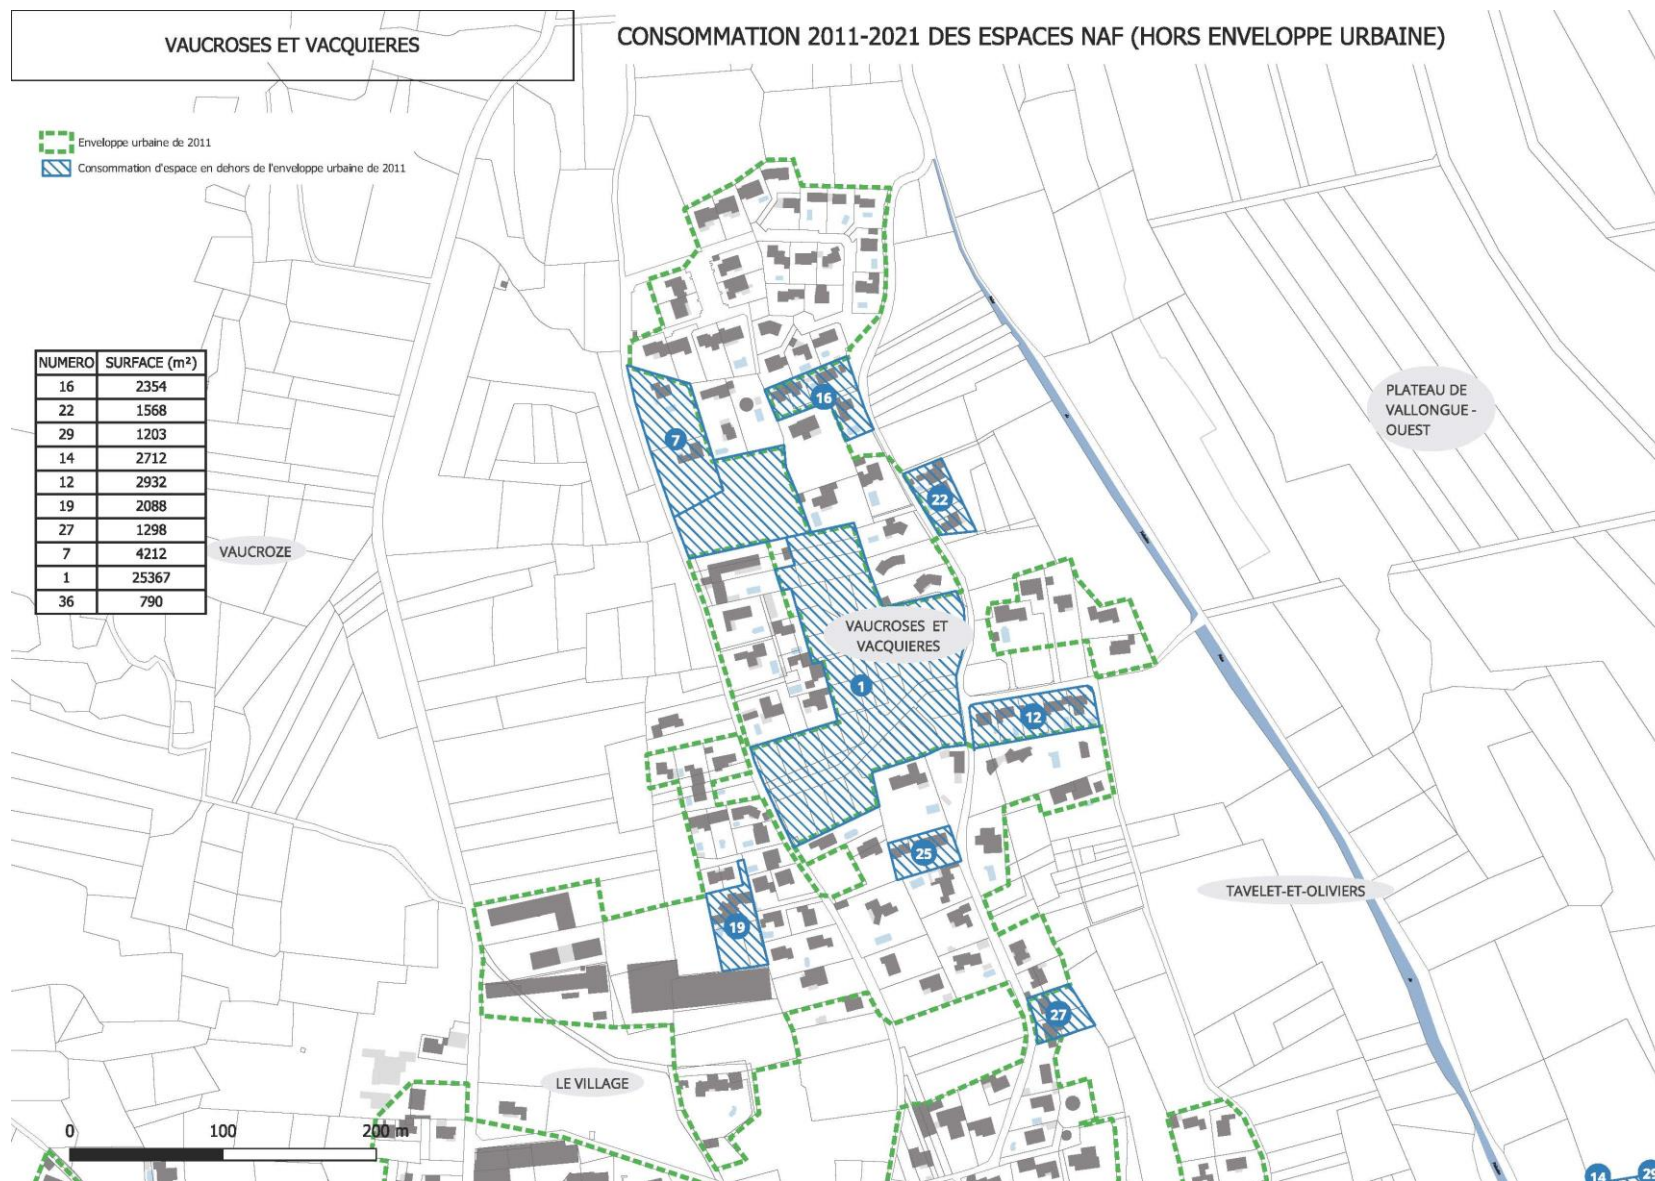 VAUCROSES ET VACQUIERES
CONSOMMATION 2011-2021 DES ESPACES NAF (HORS ENVELOPPE URBAINE)
Enveloppe urbaine de 2011
Consommation d'espace en dehors de l'enveloppe urbaine de 2011
NUMERO SURFACE (m²)
16 2354
22 1568
29 1203
14 2712
12 2932
19 2088
27 1298
7 4212
1 25367
36 790
16
7
22
PLATEAU DE
VALLONGUE -
OUEST
VAUCROZE
VAUCROSES ET
VACQUIERES
1
12
25
TAVELET-ET-OLIVIERS
19
27
LE VILLAGE
0 100 200 m
14
29